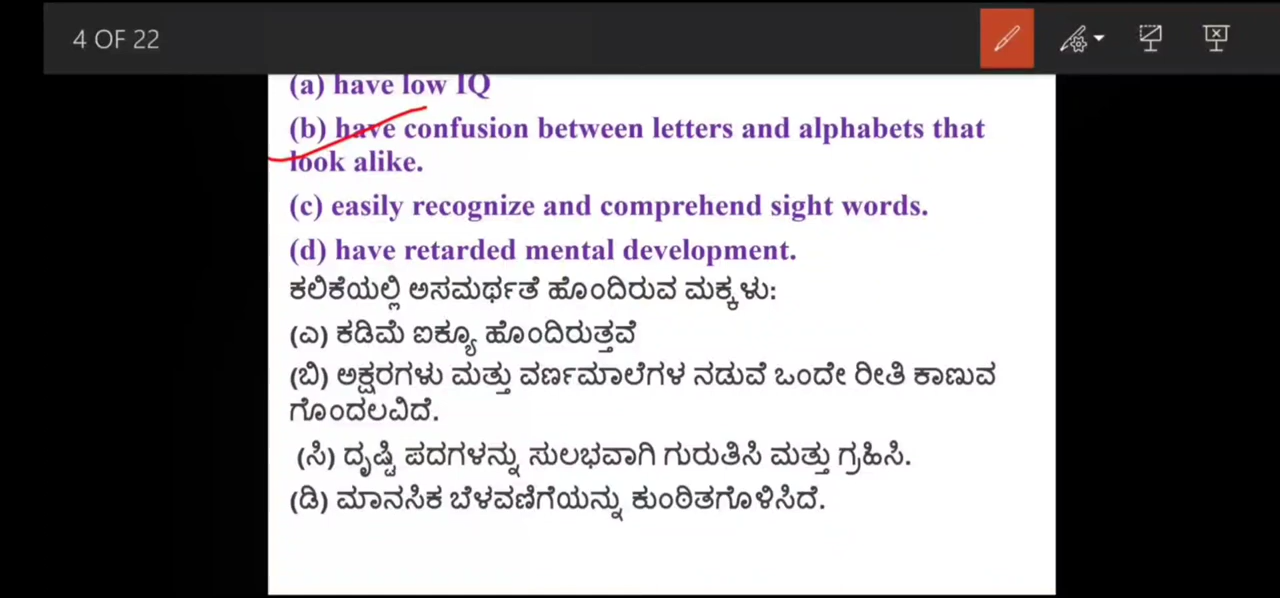 4 OF 22
(a) have low IQ
(b) have confusion between letters and alphabets that
look alike.
(c) easily recognize and comprehend sight words.
(d) have retarded mental development.
ಕಲಿಕೆಯಲ್ಲಿ ಅಸಮರ್ಥತೆ ಹೊಂದಿರುವ ಮಕ್ಕಳು:
(ಎ) ಕಡಿಮೆ ಐಕ್ಯೂ ಹೊಂದಿರುತ್ತವೆ
(ಬಿ) ಅಕ್ಷರಗಳು ಮತ್ತು ವರ್ಣಮಾಲೆಗಳ ನಡುವೆ ಒಂದೇ ರೀತಿ ಕಾಣುವ
ಗೊಂದಲವಿದೆ.
(ಸಿ) ದೃಷ್ಟಿ ಪದಗಳನ್ನು ಸುಲಭವಾಗಿ ಗುರುತಿಸಿ ಮತ್ತು ಗ್ರಹಿಸಿ.
(ಡಿ) ಮಾನಸಿಕ ಬೆಳವಣಿಗೆಯನ್ನು ಕುಂಠಿತಗೊಳಿಸಿದೆ.